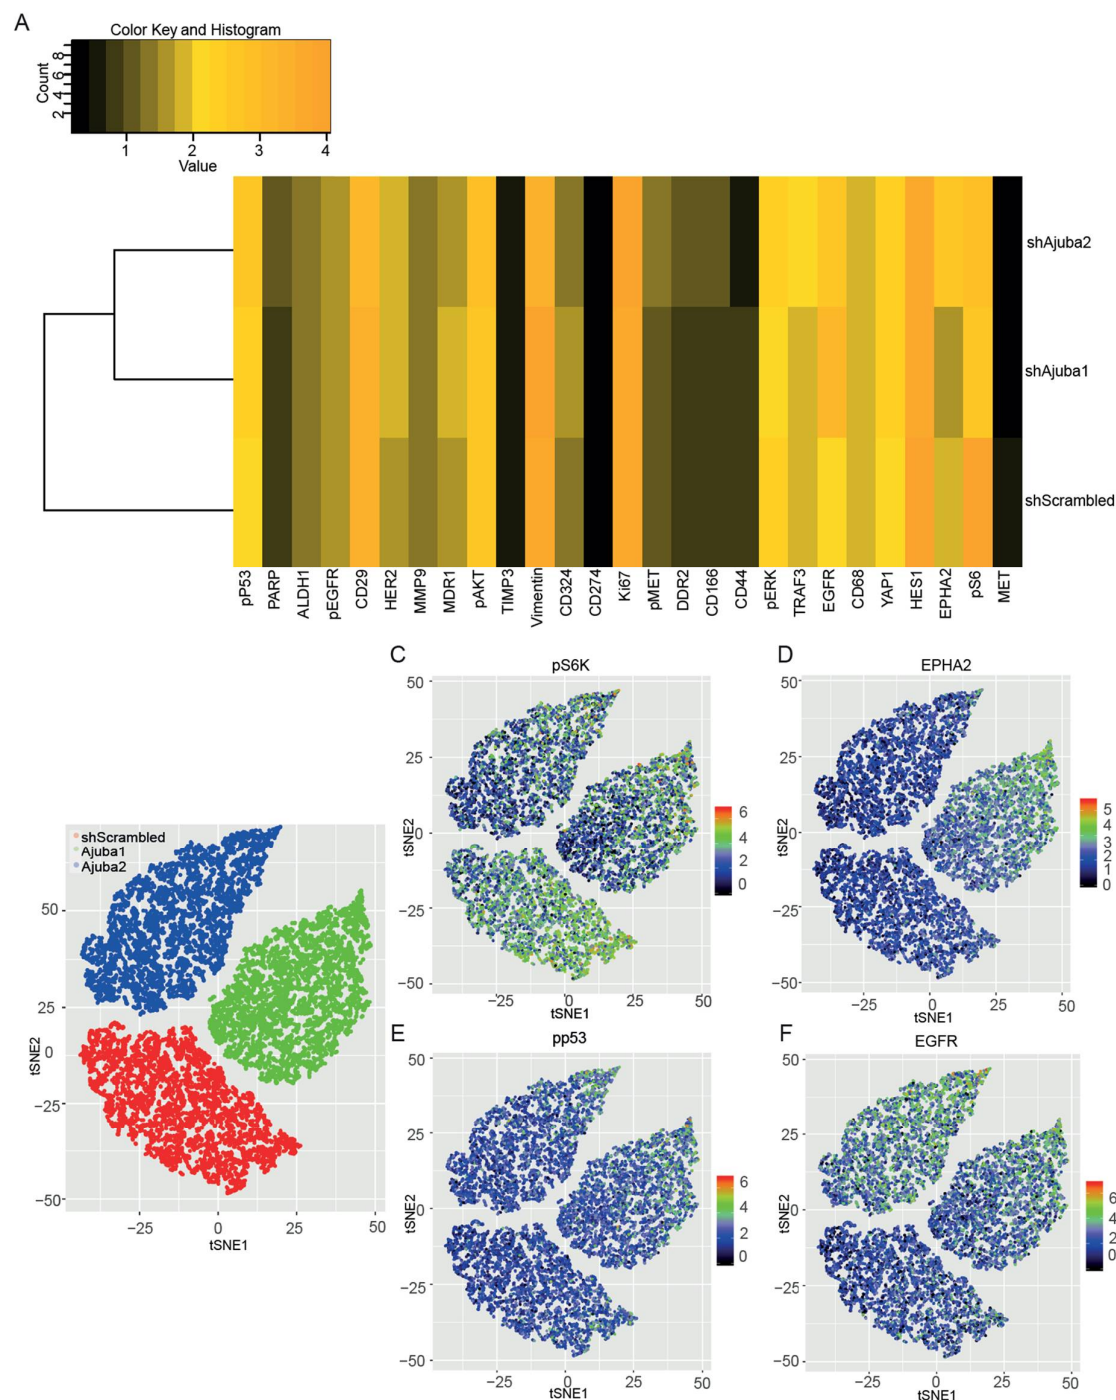 A
Color Key and Histogram
Count
2 4 6 8
1 2 3 4
Value
shAjuba2
shAjuba1
shScrambled
pP53 PARP ALDH1 pEGFR CD29 HER2 MMP9 MDR1 pAKT TIMP3 Vimentin CD324 CD274 Ki67 pMET DDR2 CD166 CD44 pERK TRAF3 EGFR CD68 YAP1 HES1 EPHA2 pS6 MET
shScrambled
Ajuba1
Ajuba2
50
25
0
−25
−50
tSNE2
−25 0 25 50
tSNE1
C
pS6K
50
25
0
−25
−50
tSNE2
−25 0 25 50
tSNE1
6
4
2
0
D
EPHA2
50
25
0
−25
−50
tSNE2
−25 0 25 50
tSNE1
5
4
3
2
1
0
E
pp53
50
25
0
−25
−50
tSNE2
−25 0 25 50
tSNE1
6
4
2
0
F
EGFR
50
25
0
−25
−50
tSNE2
−25 0 25 50
tSNE1
6
4
2
0